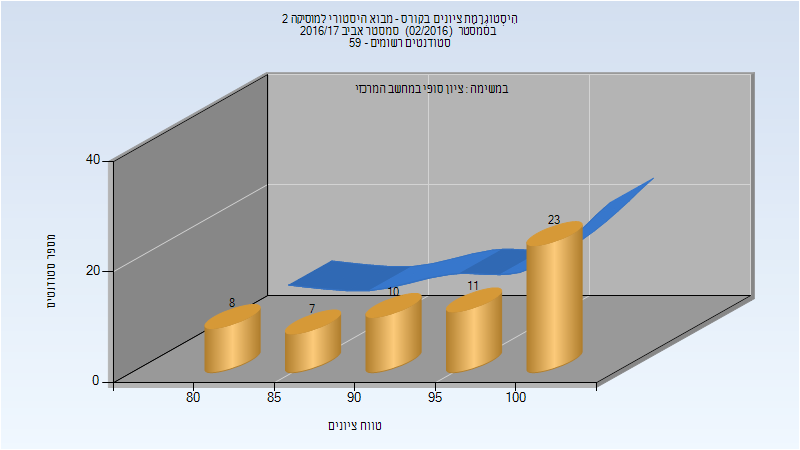 היסטוגרמת ציונים בקורס - מבוא היסטורי למוסיקה 2
בסמסטר (02/2016) סמסטר אביב 2016/17
סטודנטים רשומים - 59
במשימה : ציון סופי במחשב המרכזי
מספר סטודנטים
40
20
0
8
7
10
11
23
80
85
90
95
100
טווח ציונים